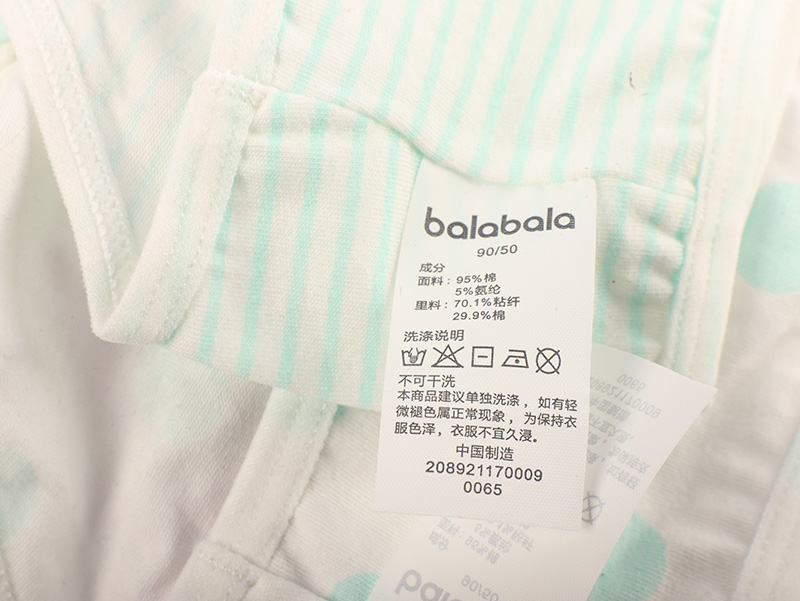 balabala
90/50
成分
面料：95%棉
5%氨纶
里料：70.1%粘纤
29.9%棉
洗涤说明
不可干洗
本商品建议单独洗涤，如有轻
微褪色属正常现象，为保持衣
服色泽，衣服不宜久浸。
中国制造
208921170009
0065
90/50